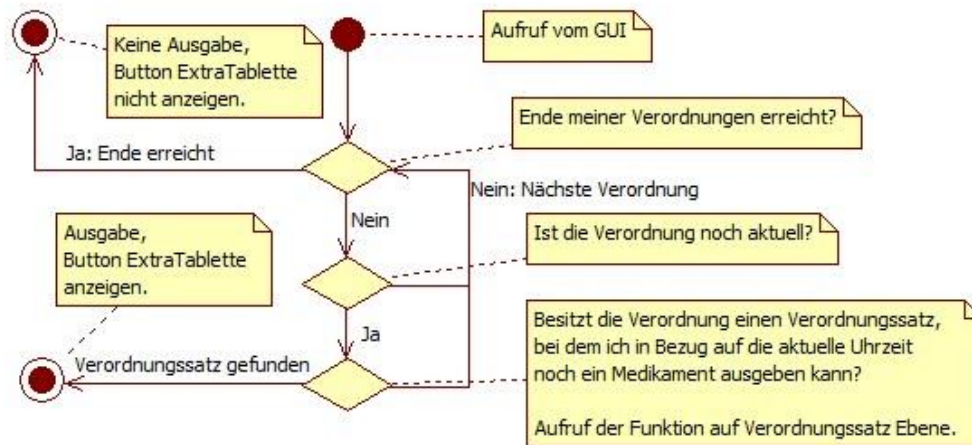 Keine Ausgabe,
Button ExtraTablette
nicht anzeigen.
Aufruf vom GUI
Ende meiner Verordnungen erreicht?
Ja: Ende erreicht
Nein: Nächste Verordnung
Nein
Ist die Verordnung noch aktuell?
Ausgabe,
Button ExtraTablette
anzeigen.
Ja
Besitzt die Verordnung einen Verordnungssatz,
bei dem ich in Bezug auf die aktuelle Uhrzeit
noch ein Medikament ausgeben kann?
Aufruf der Funktion auf Verordnungssatz Ebene.
Verordnungssatz gefunden